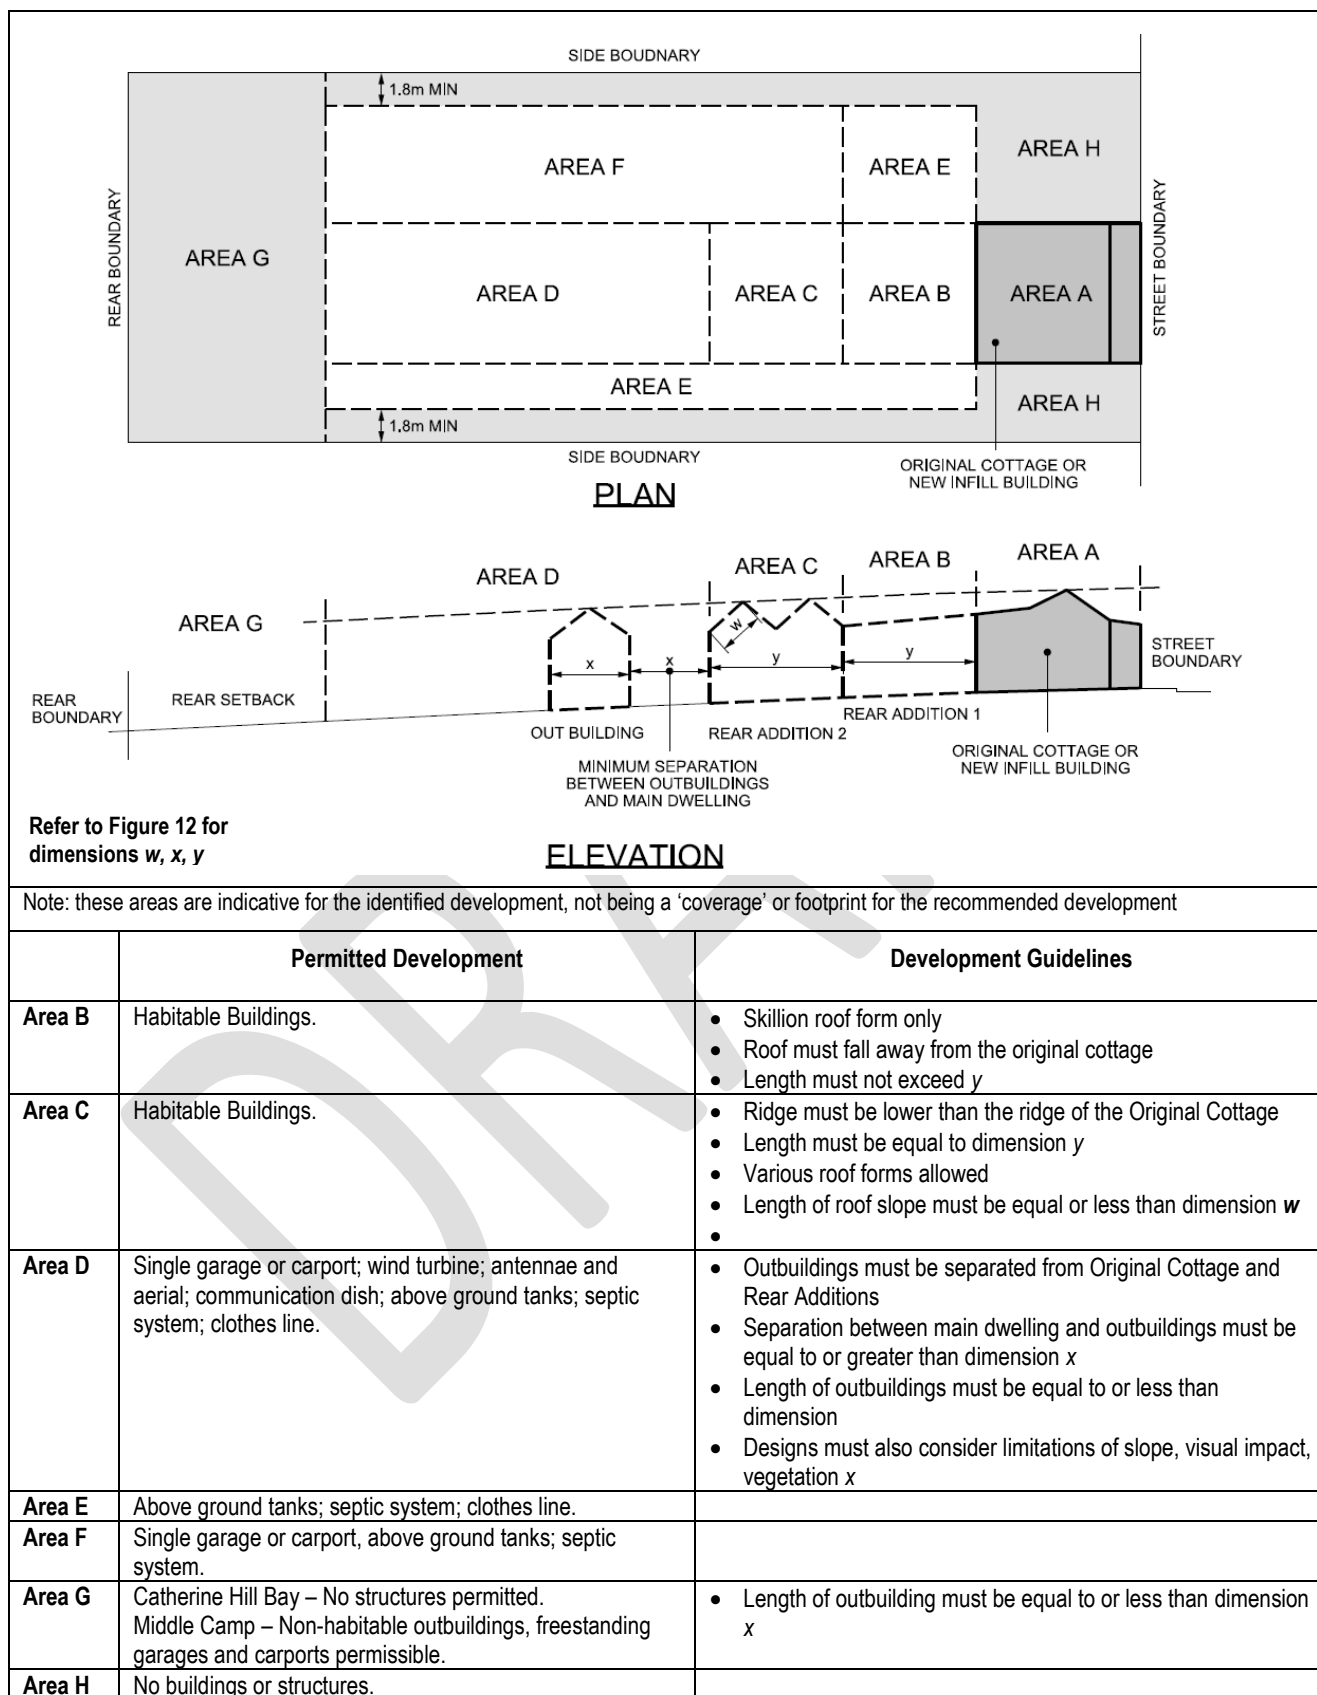 SIDE BOUDNARY
1.8m MIN
AREA F
AREA E
AREA H
REAR BOUNDARY
AREA G
AREA D
AREA C
AREA B
AREA A
STREET BOUNDARY
AREA E
AREA H
1.8m MIN
SIDE BOUDNARY
ORIGINAL COTTAGE OR
NEW INFILL BUILDING
PLAN
AREA D
AREA C
AREA B
AREA A
AREA G
w
x
x
y
y
STREET
BOUNDARY
REAR
BOUNDARY
REAR SETBACK
OUT BUILDING
REAR ADDITION 2
REAR ADDITION 1
MINIMUM SEPARATION
BETWEEN OUTBUILDINGS
AND MAIN DWELLING
ORIGINAL COTTAGE OR
NEW INFILL BUILDING
Refer to Figure 12 for
dimensions w, x, y
ELEVATION
DRAFT
Note: these areas are indicative for the identified development, not being a ‘coverage’ or footprint for the recommended development
Permitted Development
Development Guidelines
Area B
Habitable Buildings.
• Skillion roof form only
• Roof must fall away from the original cottage
• Length must not exceed y
Area C
Habitable Buildings.
• Ridge must be lower than the ridge of the Original Cottage
• Length must be equal to dimension y
• Various roof forms allowed
• Length of roof slope must be equal or less than dimension w
•
Area D
Single garage or carport; wind turbine; antennae and
aerial; communication dish; above ground tanks; septic
system; clothes line.
• Outbuildings must be separated from Original Cottage and
Rear Additions
• Separation between main dwelling and outbuildings must be
equal to or greater than dimension x
• Length of outbuildings must be equal to or less than
dimension
• Designs must also consider limitations of slope, visual impact,
vegetation x
Area E
Above ground tanks; septic system; clothes line.
Area F
Single garage or carport, above ground tanks; septic
system.
Area G
Catherine Hill Bay – No structures permitted.
Middle Camp – Non-habitable outbuildings, freestanding
garages and carports permissible.
• Length of outbuilding must be equal to or less than dimension
x
Area H
No buildings or structures.